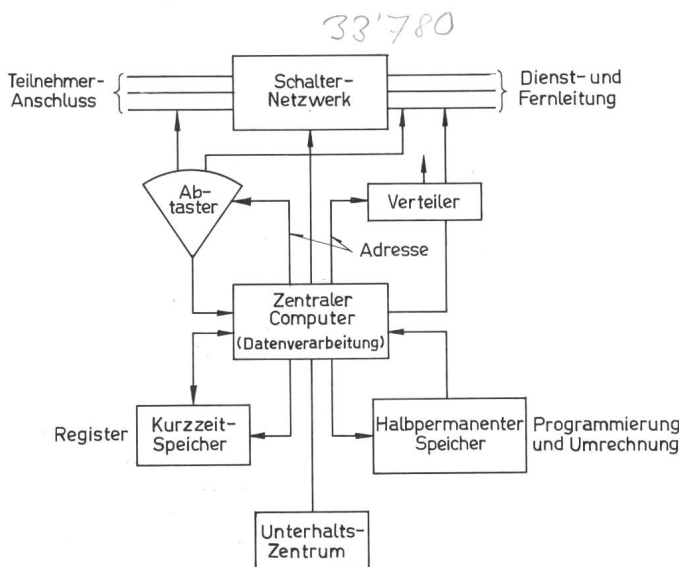 33'780
Teilnehmer-
Anschluss
Schalter-
Netzwerk
Dienst- und
Fernleitung
Ab-
taster
Verteiler
Adresse
Zentraler
Computer
(Datenverarbeitung)
Register
Kurzzeit-
Speicher
Halbpermanenter
Speicher
Programmierung
und Umrechnung
Unterhalts-
Zentrum